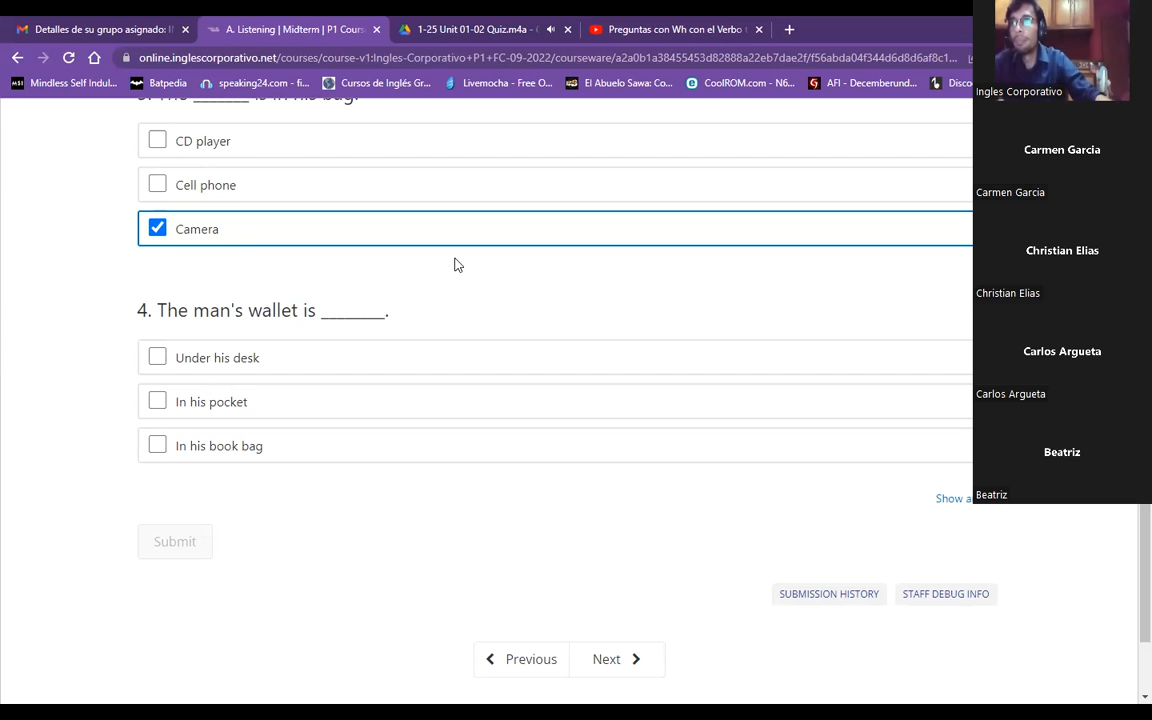 Detalles de su grupo asignado: I
A. Listening | Midterm | P1 Cours
1-25 Unit 01-02 Quiz.m4a -
Preguntas con Wh con el Verbo
online.inglescorporativo.net/courses/course-v1:Ingles-Corporativo+P1+FC-09-2022/courseware/a2a0b1a38455453d82888a22eb7dae2f/f56abda04f344d6d8d6af8c1...
Mindless Self Indul...
Batpedia
speaking24.com - fi...
Cursos de Inglés Gr...
Livemocha - Free O...
El Abuelo Sawa: Co...
CoolROM.com - N6...
AFI - Decemberund...
Disco
Ingles Corporativo
is in his bag.
CD player
Cell phone
Camera
4. The man's wallet is ________.
Under his desk
In his pocket
In his book bag
Show a
Submit
SUBMISSION HISTORY
STAFF DEBUG INFO
Previous
Next
Carmen Garcia
Carmen Garcia
Christian Elias
Christian Elias
Carlos Argueta
Carlos Argueta
Beatriz
Beatriz